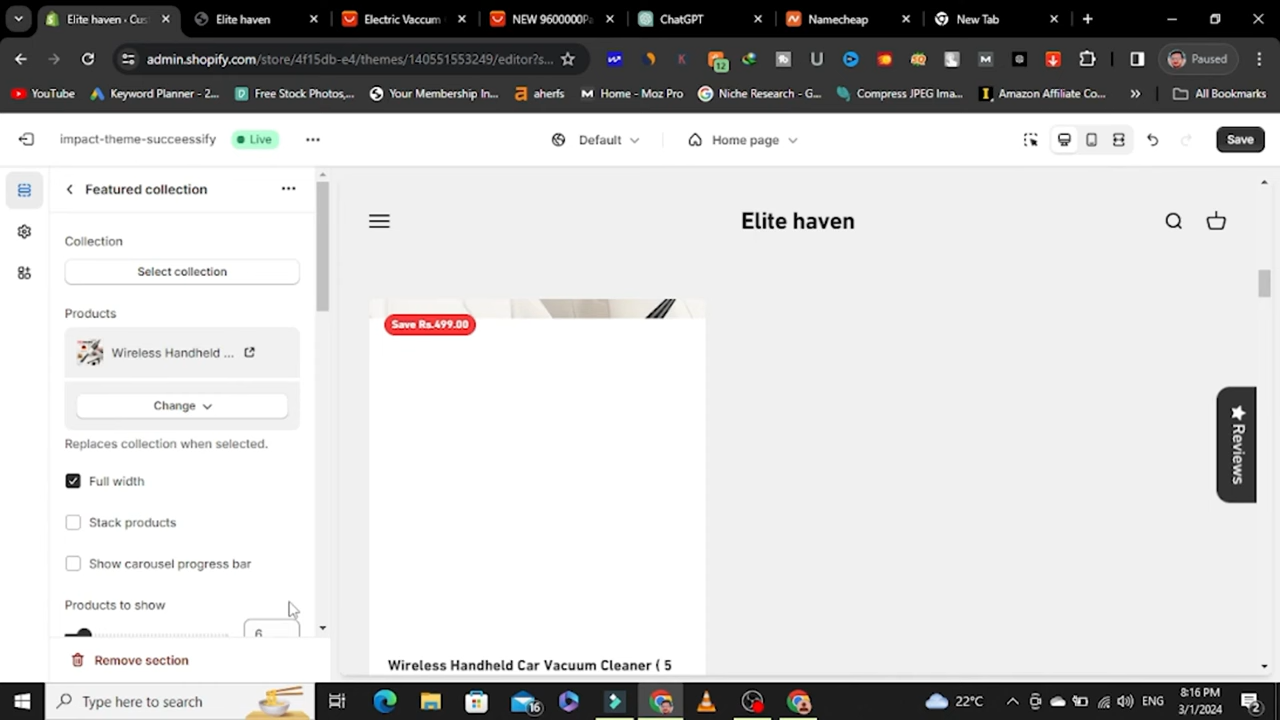 Elite haven · Cus
Elite haven
Electric Vaccum
NEW 9600000Pa
ChatGPT
Namecheap
New Tab
admin.shopify.com/store/4f15db-e4/themes/140551553249/editor?s...
12
Paused
YouTube
Keyword Planner - 2...
Free Stock Photos,...
Your Membership In...
aherfs
Home - Moz Pro
Niche Research - G...
Compress JPEG Ima...
Amazon Affiliate Co...
All Bookmarks
impact-theme-succeessify
Live
Default
Home page
Save
Featured collection
Collection
Select collection
Products
Wireless Handheld ...
Change
Replaces collection when selected.
Full width
Stack products
Show carousel progress bar
Products to show
6
Remove section
Elite haven
Save Rs.499.00
Wireless Handheld Car Vacuum Cleaner ( 5
Reviews
Type here to search
16
22°C
ENG
8:16 PM
3/1/2024
2